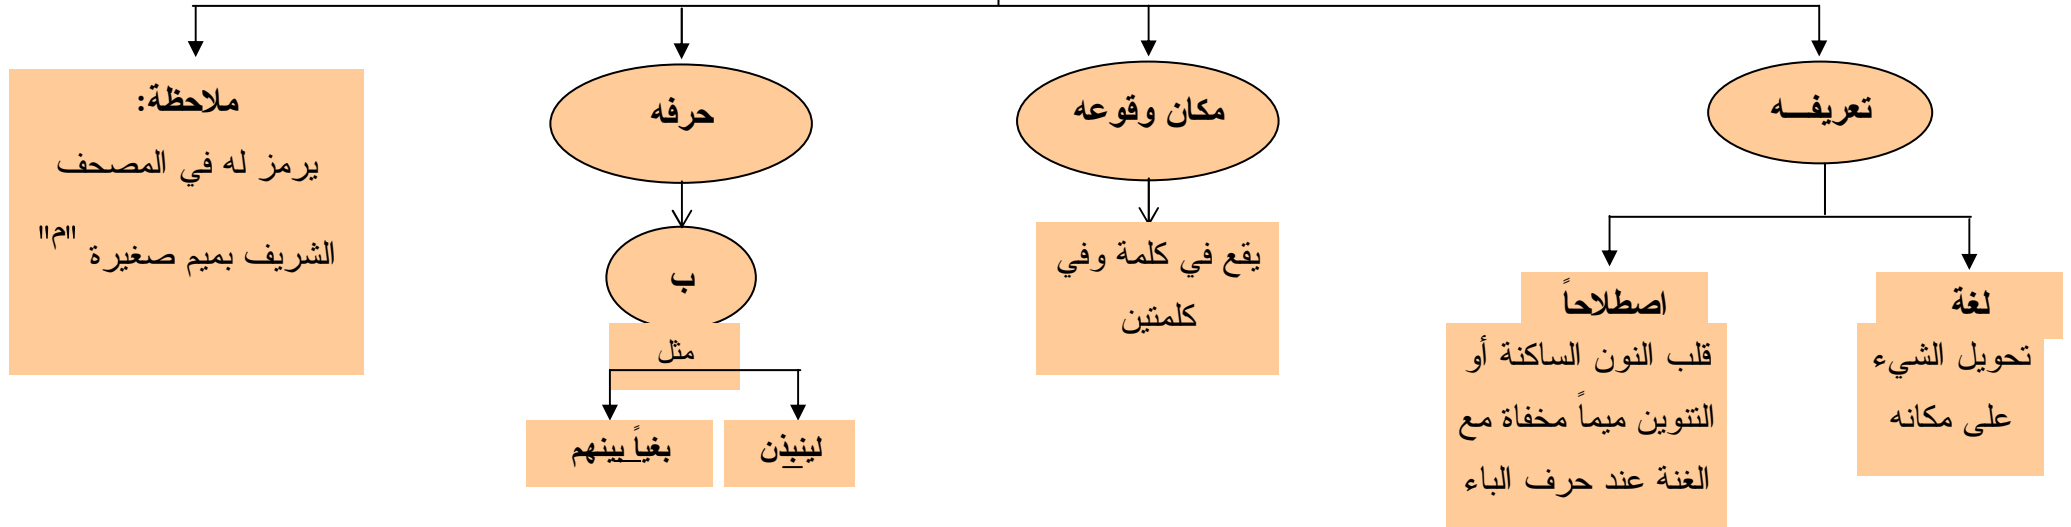 تعريفـــه
لغة
تحويل الشيء
على مكانه
اصطلاحاً
قلب النون الساكنة أو
التنوين ميماً مخفاة مع
الغنة عند حرف الباء
مكان وقوعه
يقع في كلمة وفي
كلمتين
حرفه
ب
مثل
لينبذن
بغياً بينهم
ملاحظة:
يرمز له في المصحف
الشريف بميم صغيرة "م"